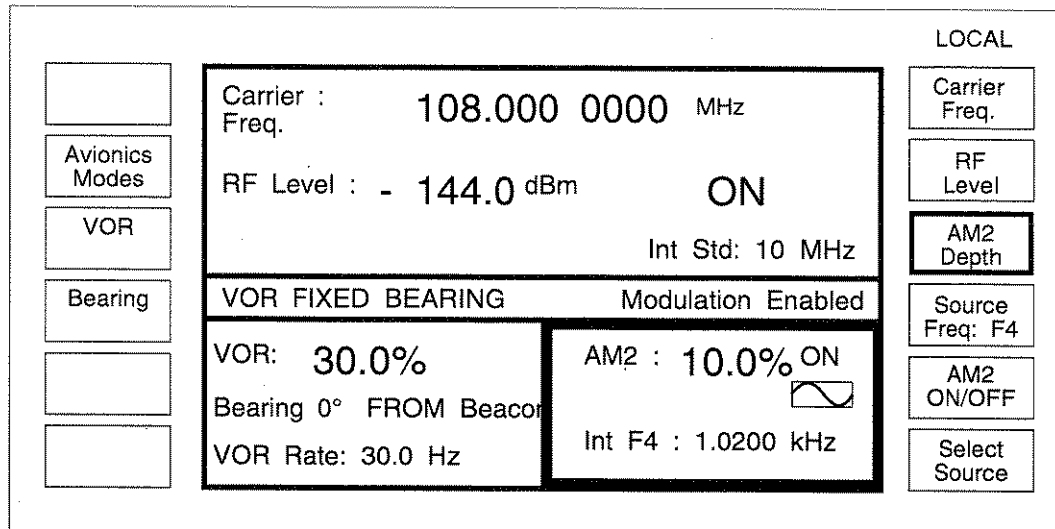 LOCAL
Avionics
Modes
VOR
Bearing
Carrier :
Freq.
108.000 0000 MHz
RF Level : - 144.0 dBm ON
Int Std: 10 MHz
VOR FIXED BEARING Modulation Enabled
VOR: 30.0%
Bearing 0° FROM Beacon
VOR Rate: 30.0 Hz
AM2 : 10.0% ON
Int F4 : 1.0200 kHz
Carrier
Freq.
RF
Level
AM2
Depth
Source
Freq: F4
AM2
ON/OFF
Select
Source